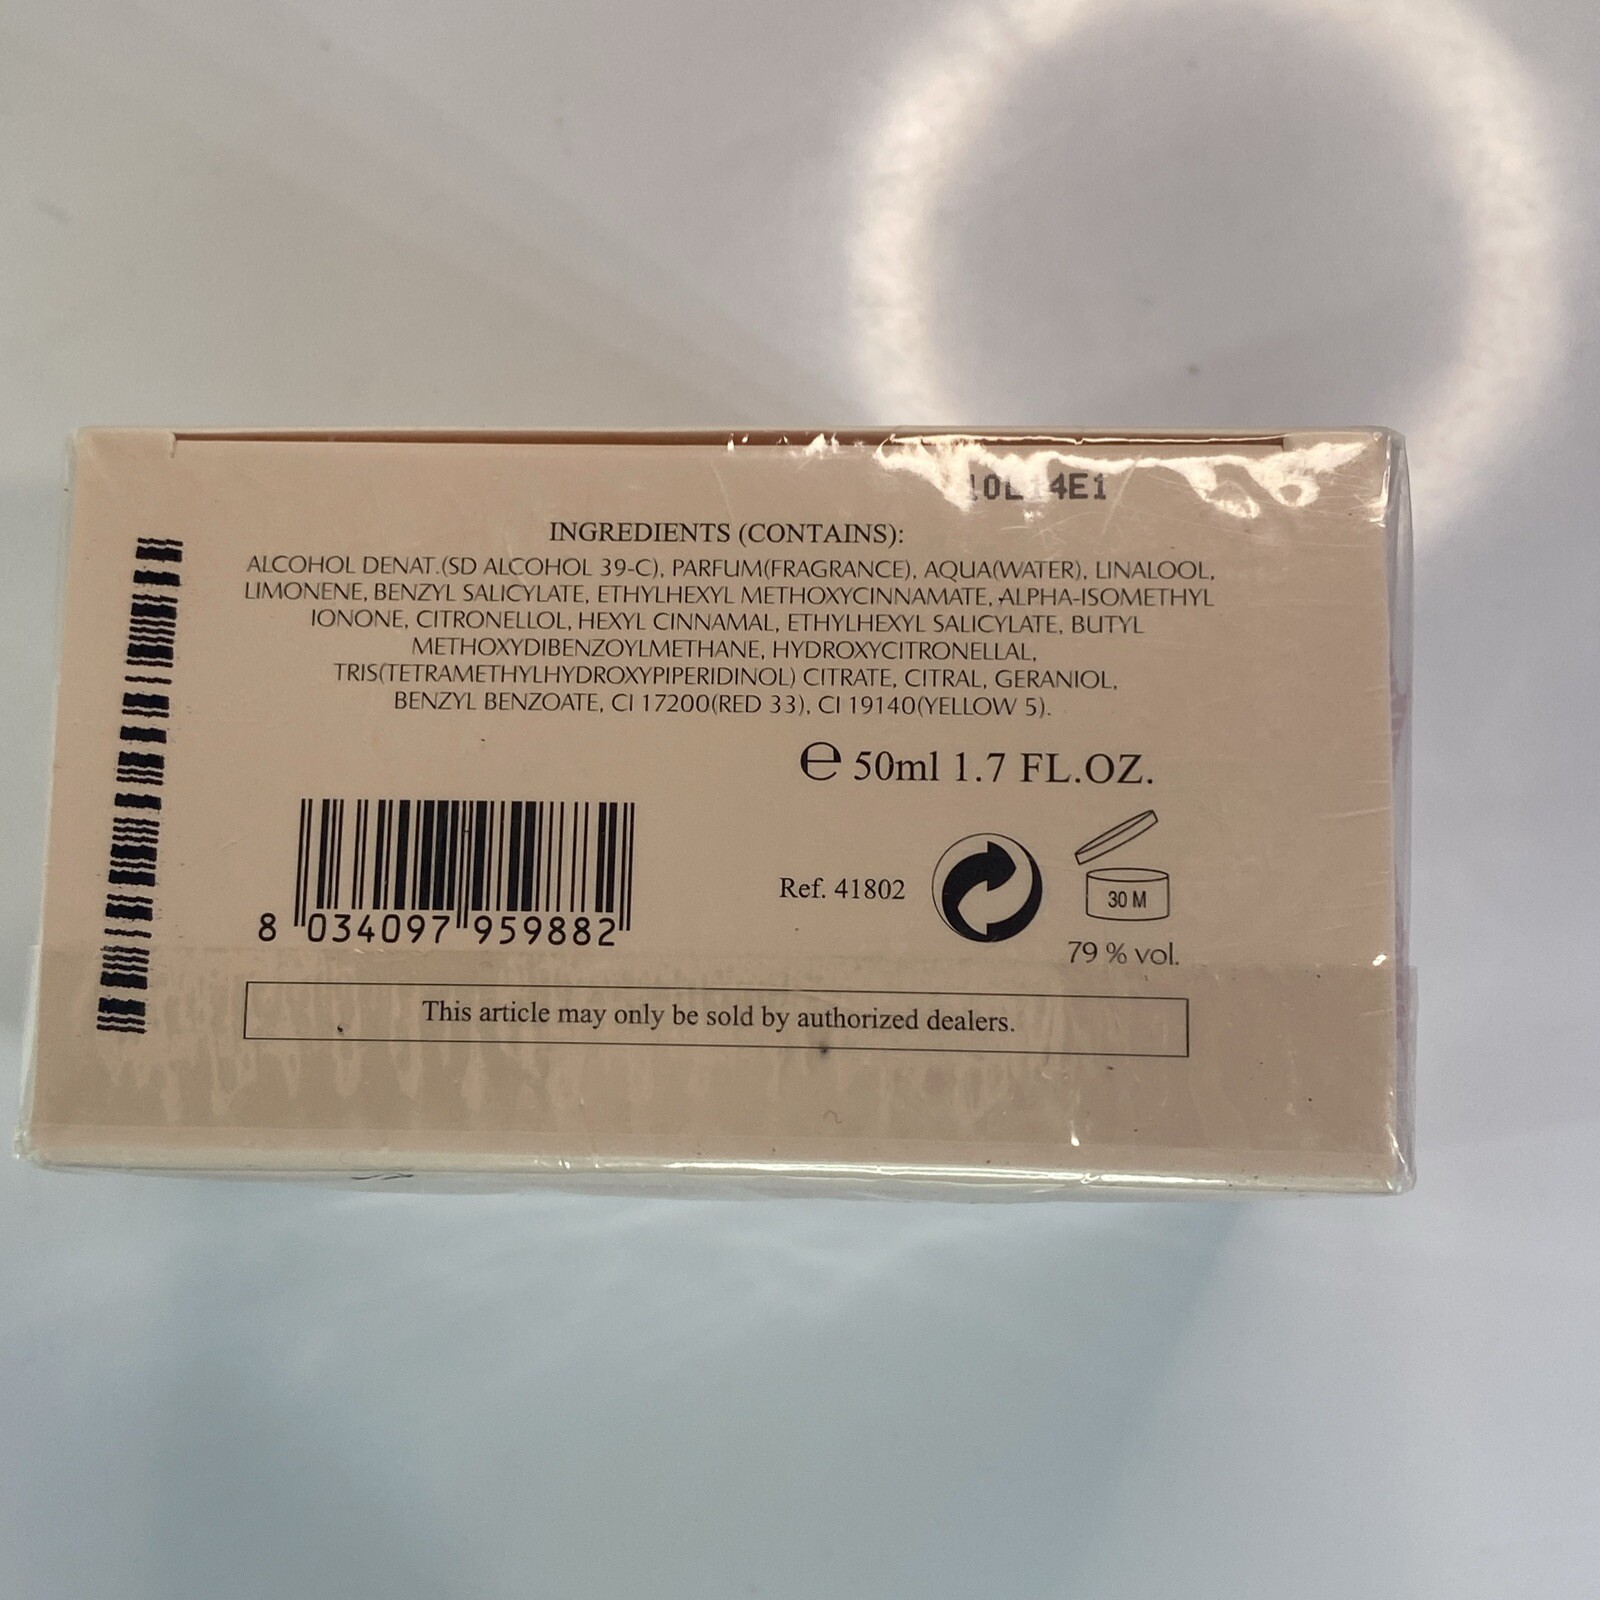 INGREDIENTS (CONTAINS):
ALCOHOL DENAT.(SD ALCOHOL 39-C), PARFUM(FRAGRANCE), AQUA(WATER), LINALOOL,
LIMONENE, BENZYL SALICYLATE, ETHYLHEXYL METHOXYCINNAMATE, ALPHA-ISOMETHYL
IONONE, CITRONELLOL, HEXYL CINNAMAL, ETHYLHEXYL SALICYLATE, BUTYL
METHOXYDIBENZOYLMETHANE, HYDROXYCITRONELLAL,
TRIS(TETRAMETHYLHYDROXYPIPERIDINOL) CITRATE, CITRAL, GERANIOL,
BENZYL BENZOATE, CI 17200(RED 33), CI 19140(YELLOW 5).
e 50ml 1.7 FL.OZ.
Ref. 41802
30 M
79 % vol.
8 034097 959882
This article may only be sold by authorized dealers.